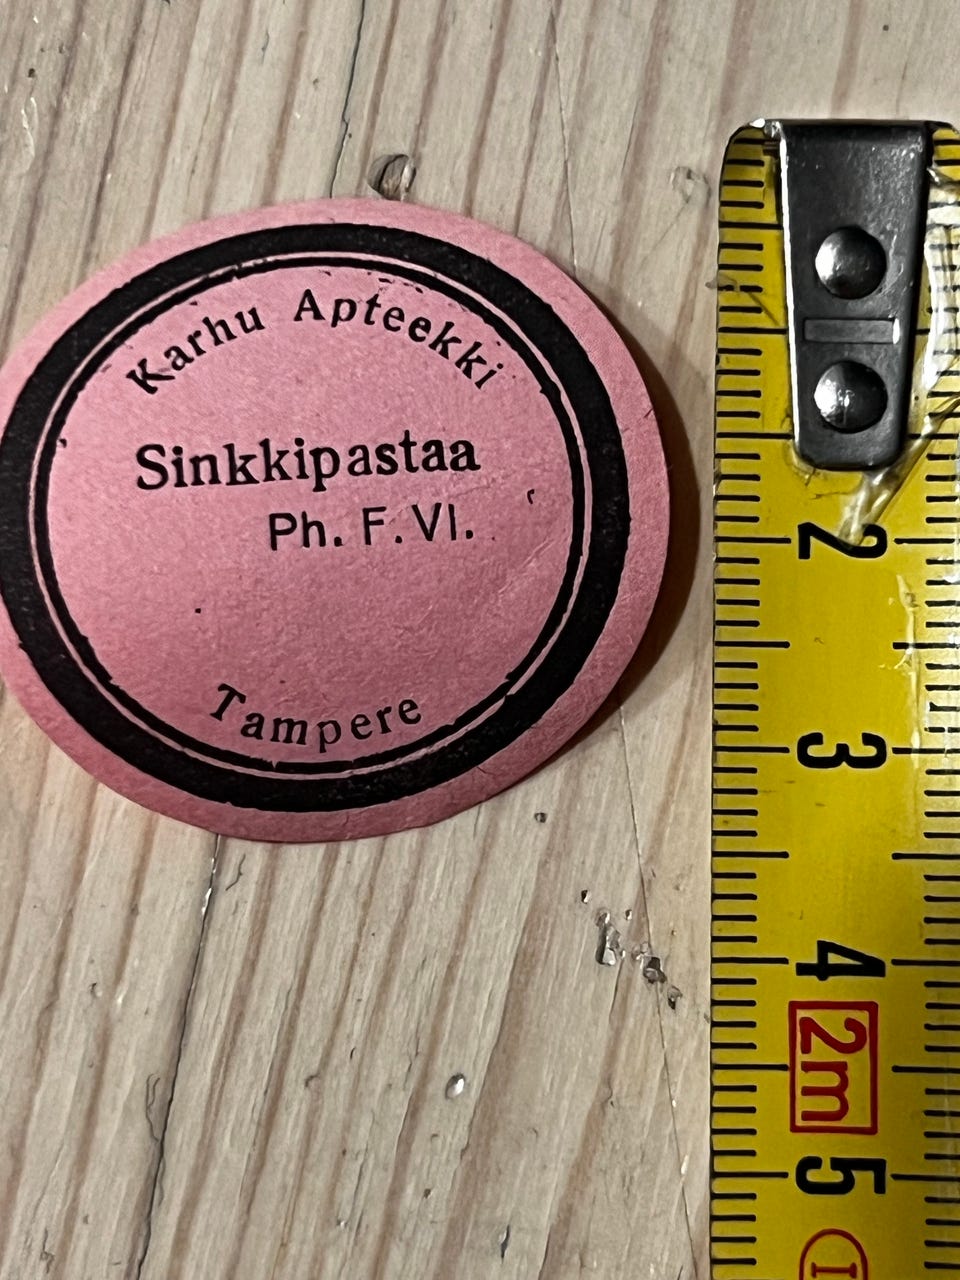 Karhu Apteekki
Sinkkipastaa
Ph. F. VI.
Tampere
2
3
4
2m
5
I